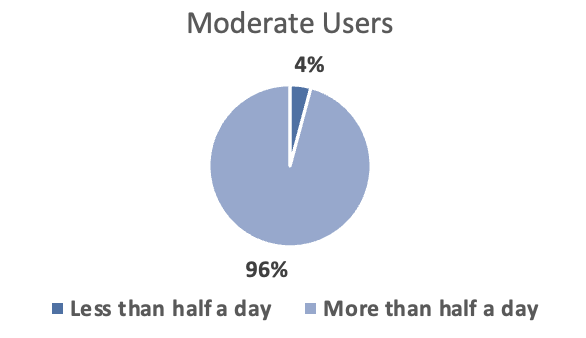 Moderate Users
4%
96%
Less than half a day
More than half a day